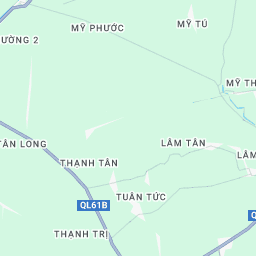 MỸ TÚ
MỸ PHƯỚC
ƯỜNG 2
MỸ TH
TÂN LONG
LÂM TÂN
LÂM
THẠNH TÂN
TUÂN TỨC
QL61B
THẠNH TRỊ